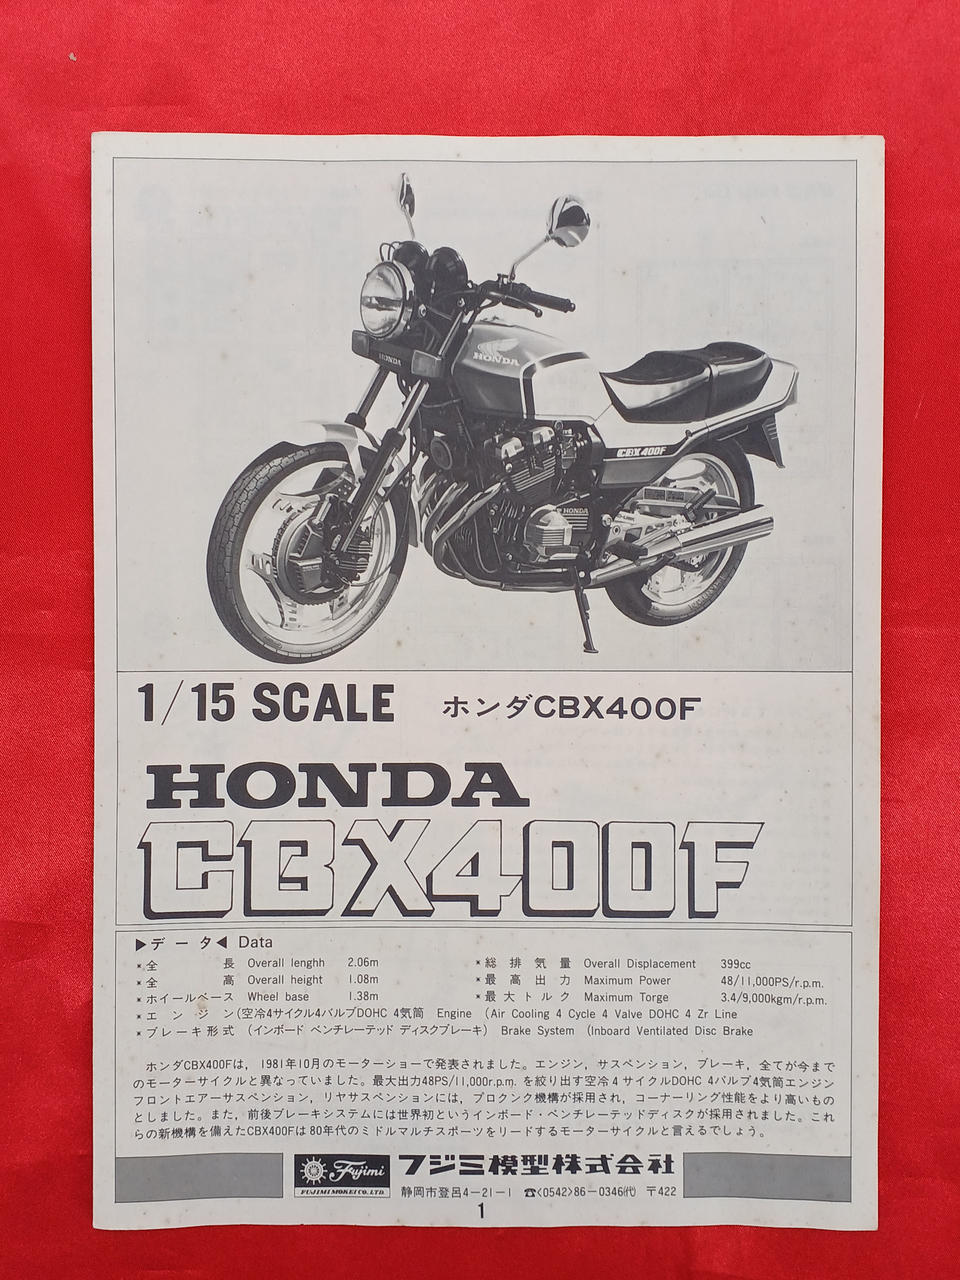 HONDA
HONDA
CBX400F
HONDA
1/15 SCALE ホンダCBX400F
HONDA
CBX400F
▶データ◀ Data
*全長 Overall lenghh 2.06m
*全高 Overall height 1.08m
*ホイールベース Wheel base 1.38m
*総排気量 Overall Displacement 399cc
*最高出力 Maximum Power 48/11,000PS/r.p.m.
*最大トルク Maximum Torge 3.4/9,000kgm/r.p.m.
*エンジン(空冷4サイクル4バルブDOHC 4気筒 Engine (Air Cooling 4 Cycle 4 Valve DOHC 4 Zr Line
*ブレーキ形式 (インボード ベンチレーテッド ディスクブレーキ) Brake System (Inboard Ventilated Disc Brake
ホンダCBX400Fは，1981年10月のモーターショーで発表されました。エンジン，サスペンション，ブレーキ，全てが今まで
のモーターサイクルと異なっていました。最大出力48PS/11,000r.p.m. を絞り出す空冷4サイクルDOHC 4バルブ4気筒エンジン
フロントエアーサスペンション，リヤサスペンションには，プロクンク機構が採用され，コーナーリング性能をより高いもの
としました。また，前後ブレーキシステムには世界初というインボード・ベンチレーテッドディスクが採用されました。これ
らの新機構を備えたCBX400Fは80年代のミドルマルチスポーツをリードするモーターサイクルと言えるでしょう。
Fujimi
FUJIMI MOKEI CO. LTD.
フジミ模型株式会社
静岡市登呂4-21-1 ☎<0542>86-0346㈹ 〒422
1